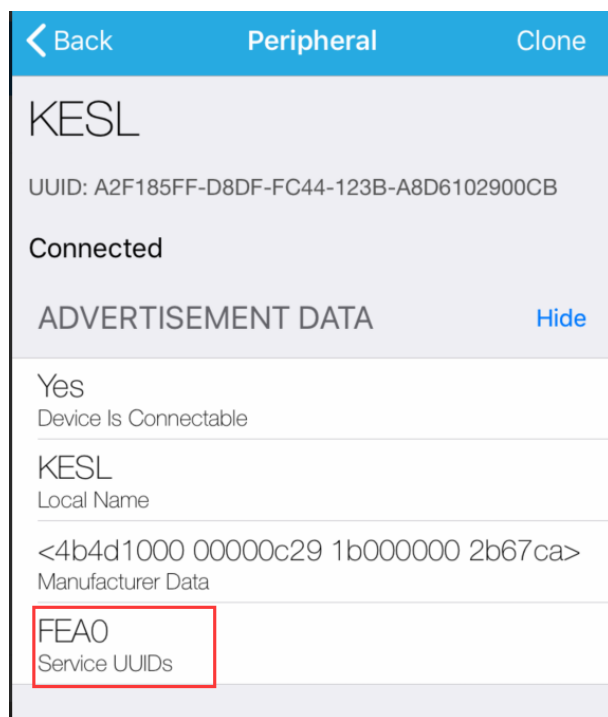 Back Peripheral Clone
KESL
UUID: A2F185FF-D8DF-FC44-123B-A8D6102900CB
Connected
ADVERTISEMENT DATA Hide
Yes
Device Is Connectable
KESL
Local Name
<4b4d1000 00000c29 1b000000 2b67ca>
Manufacturer Data
FEA0
Service UUIDs